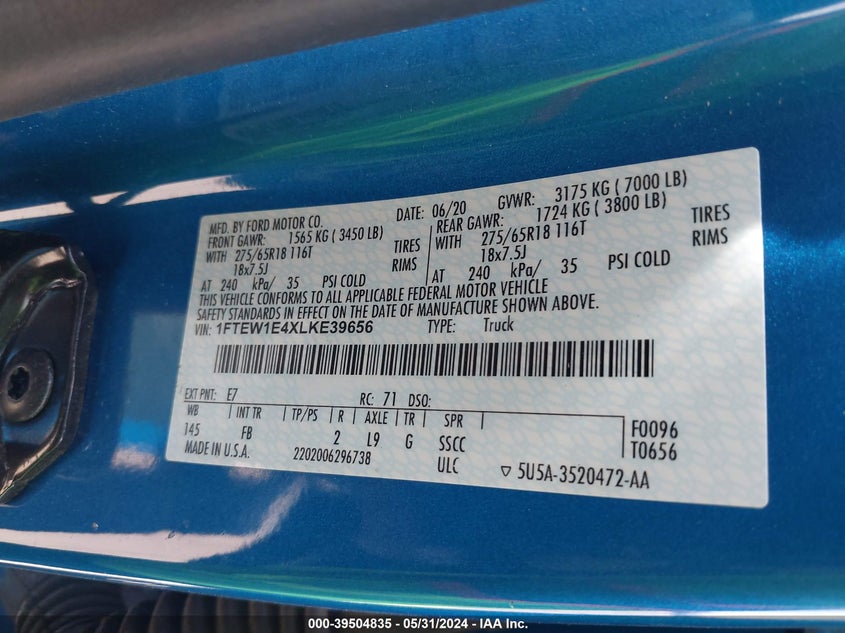 MFD. BY FORD MOTOR CO. DATE: 06/20 GVWR: 3175 KG ( 7000 LB)
FRONT GAWR: 1565 KG ( 3450 LB) REAR GAWR: 1724 KG ( 3800 LB)
WITH 275/65R18 116T TIRES WITH 275/65R18 116T TIRES
18x7.5J RIMS 18x7.5J RIMS
AT 240 kPa/ 35 PSI COLD AT 240 kPa/ 35 PSI COLD
THIS VEHICLE CONFORMS TO ALL APPLICABLE FEDERAL MOTOR VEHICLE
SAFETY STANDARDS IN EFFECT ON THE DATE OF MANUFACTURE SHOWN ABOVE.
VIN: 1FTEW1E4XLKE39656 TYPE: Truck
EXT PNT: E7 RC: 71 DSO:
WB INT TR TP/PS R AXLE TR SPR F0096
145 FB 2 L9 G SSCC T0656
MADE IN U.S.A. 2202006296738 ULC ▽ 5U5A-3520472-AA
000-39504835 - 05/31/2024 - IAA Inc.